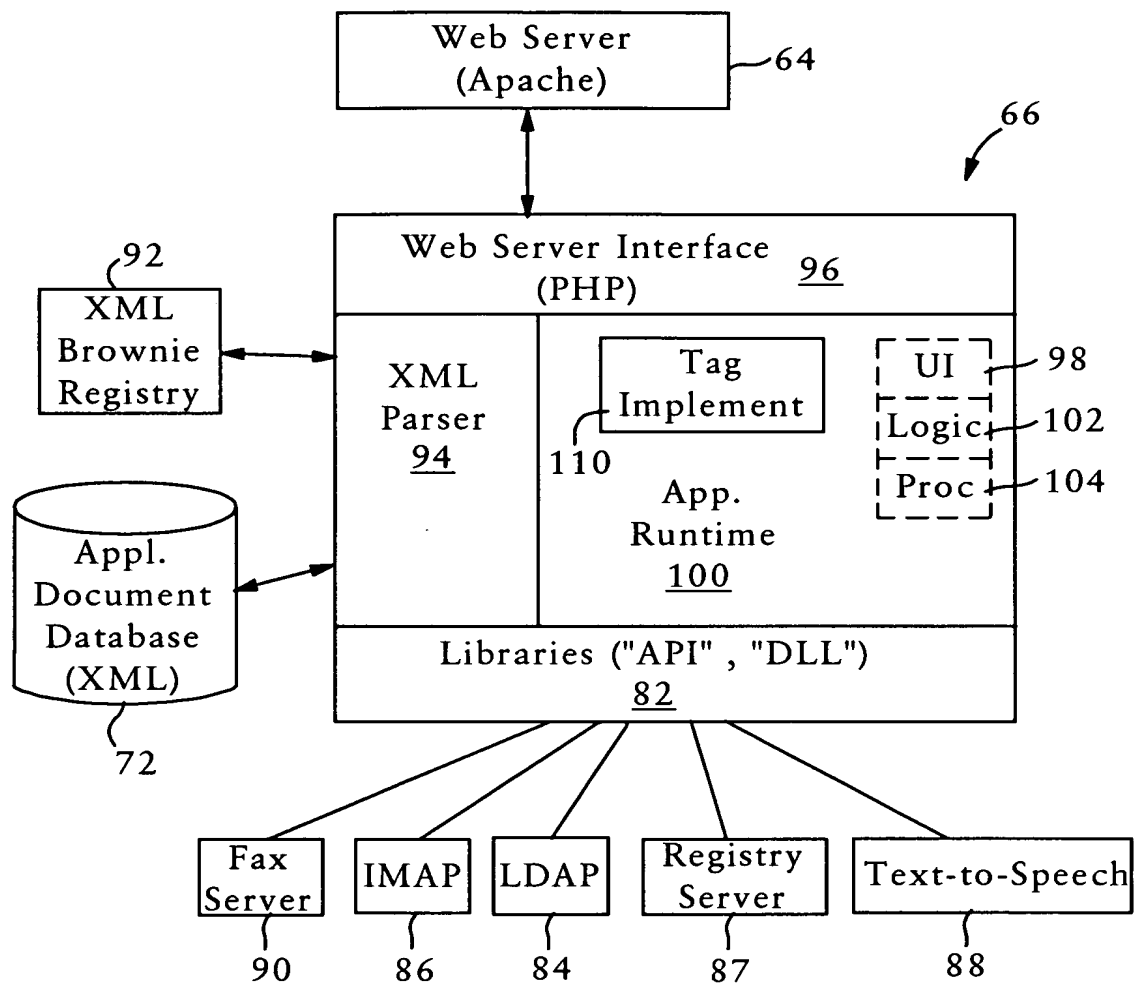 Web Server
(Apache)
64
66
Web Server Interface
(PHP)
96
92
XML
Brownie
Registry
XML
Parser
94
Tag
Implement
110
UI
98
Logic
102
Proc
104
App.
Runtime
100
Appl.
Document
Database
(XML)
72
Libraries ("API" , "DLL")
82
Fax
Server
90
IMAP
86
LDAP
84
Registry
Server
87
Text-to-Speech
88